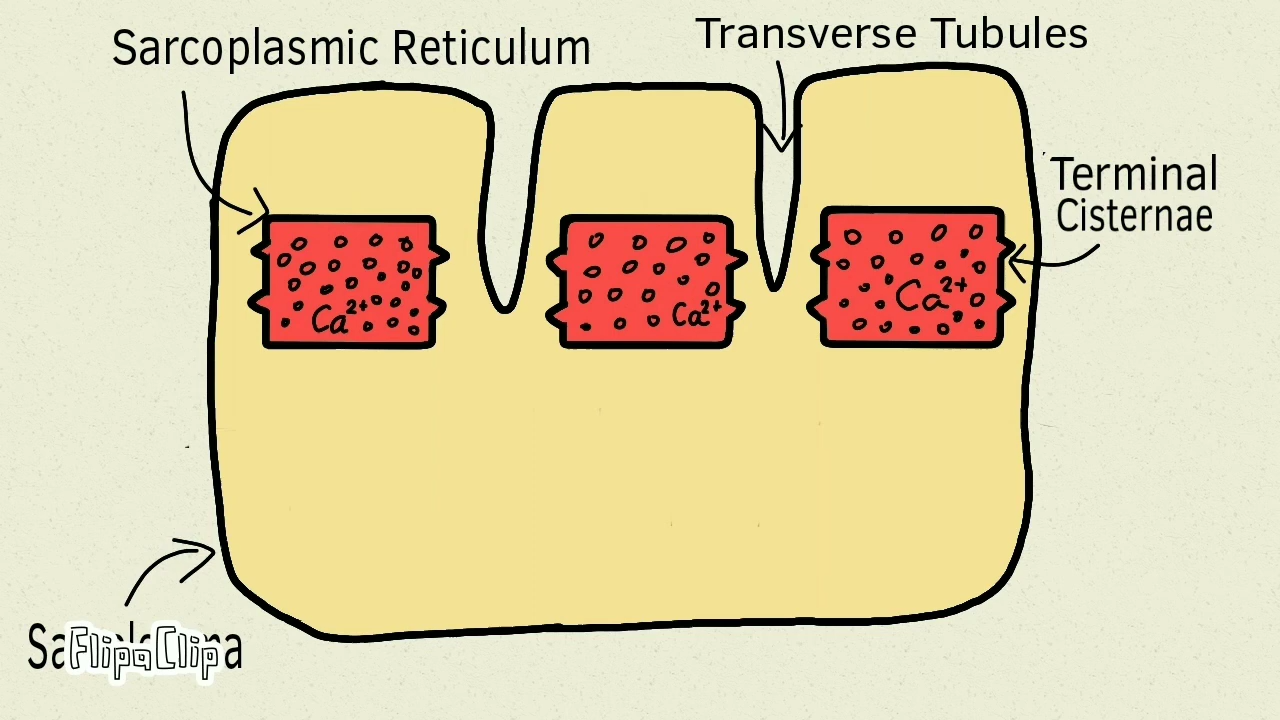 Sarcoplasmic Reticulum
Transverse Tubules
Terminal
Cisternae
Ca²⁺
Ca²⁺
Ca²⁺
FlipaClip